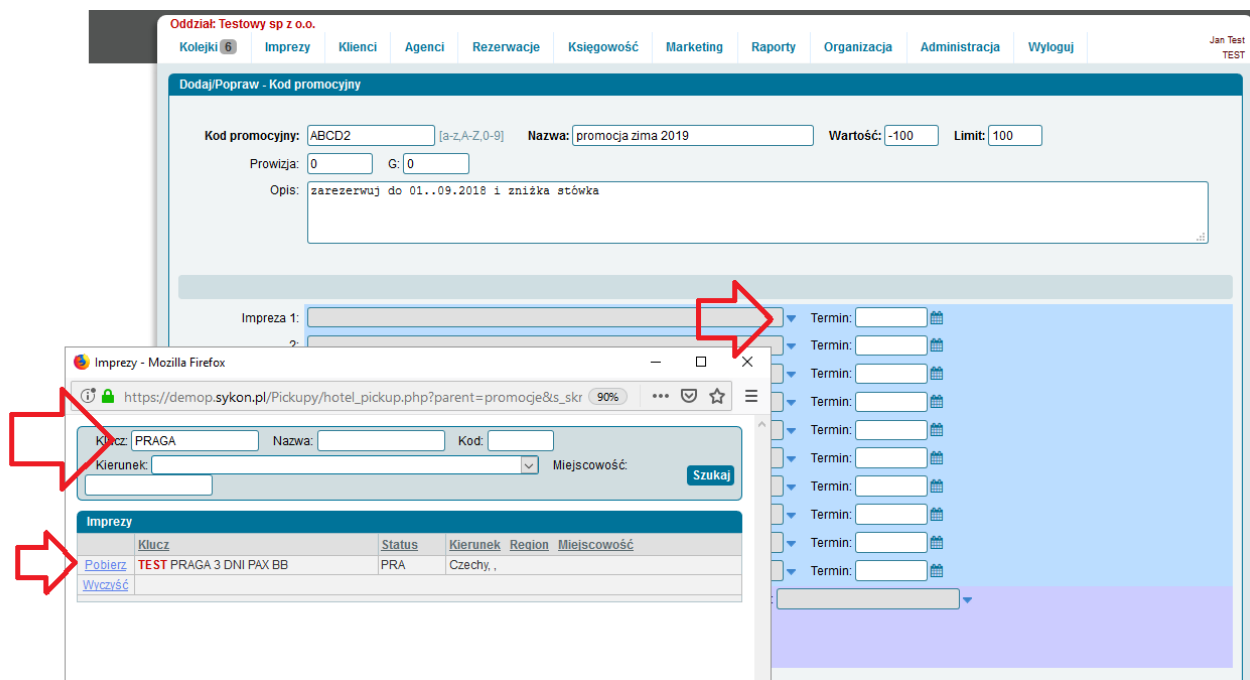 Oddział: Testowy sp z o.o.
Kolejki 6 Imprezy Klienci Agenci Rezerwacje Księgowość Marketing Raporty Organizacja Administracja Wyloguj
Jan Test
TEST
Dodaj/Popraw - Kod promocyjny
Kod promocyjny: ABCD2 [a-z,A-Z,0-9] Nazwa: promocja zima 2019 Wartość: -100 Limit: 100
Prowizja: 0 G: 0
Opis: zarezerwuj do 01..09.2018 i zniżka stówka
Impreza 1: Termin:
2: Termin:
Termin:
Termin:
Termin:
Termin:
Termin:
Termin:
Termin:
Termin:
:
Imprezy - Mozilla Firefox
https://demop.sykon.pl/Pickupy/hotel_pickup.php?parent=promocje&s_skr 90%
Klucz: PRAGA Nazwa: Kod:
Kierunek: Miejscowość:
Szukaj
Imprezy
Klucz Status Kierunek Region Miejscowość
Pobierz TEST PRAGA 3 DNI PAX BB PRA Czechy, ,
Wyczyść